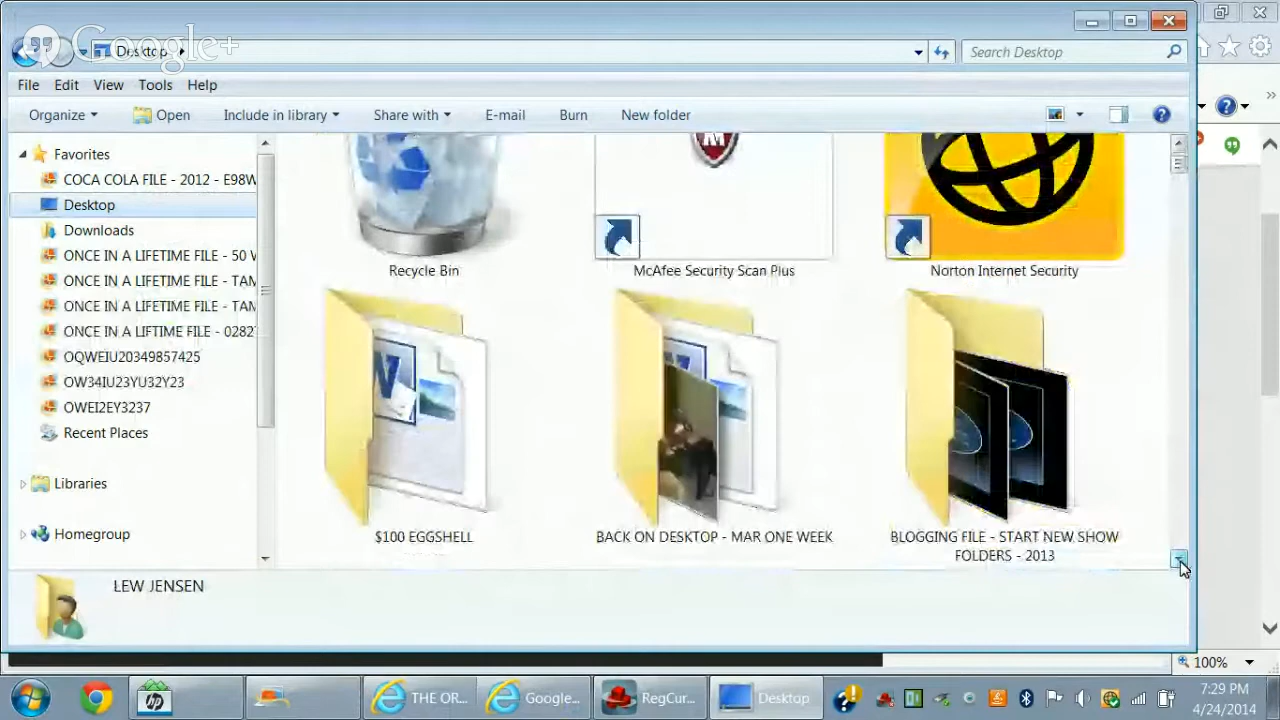 Google+
Desktop
Search Desktop
File Edit View Tools Help
Organize Open Include in library Share with E-mail Burn New folder
Favorites
COCA COLA FILE - 2012 - E98W
Desktop
Downloads
ONCE IN A LIFETIME FILE - 50 V
ONCE IN A LIFETIME FILE - TAN
ONCE IN A LIFETIME FILE - TAN
ONCE IN A LIFTIME FILE - 0282
OQWEIU20349857425
OW34IU23YU32Y23
OWEI2EY3237
Recent Places
Libraries
Homegroup
Recycle Bin
McAfee Security Scan Plus
Norton Internet Security
$100 EGGSHELL
BACK ON DESKTOP - MAR ONE WEEK
BLOGGING FILE - START NEW SHOW
FOLDERS - 2013
LEW JENSEN
100%
THE OR...
Google...
RegCur...
Desktop
7:29 PM
4/24/2014